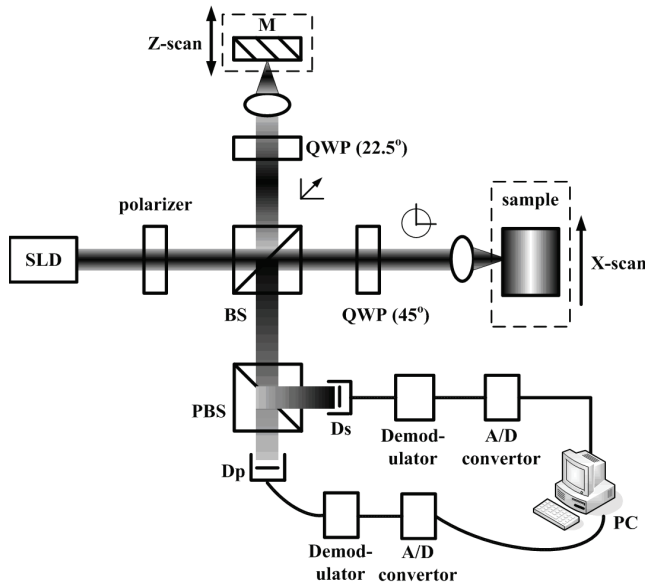 M
Z-scan
QWP (22.5°)
polarizer
sample
SLD
X-scan
BS
QWP (45°)
PBS
Ds
Demod-
ulator
A/D
convertor
Dp
PC
Demod-
ulator
A/D
convertor